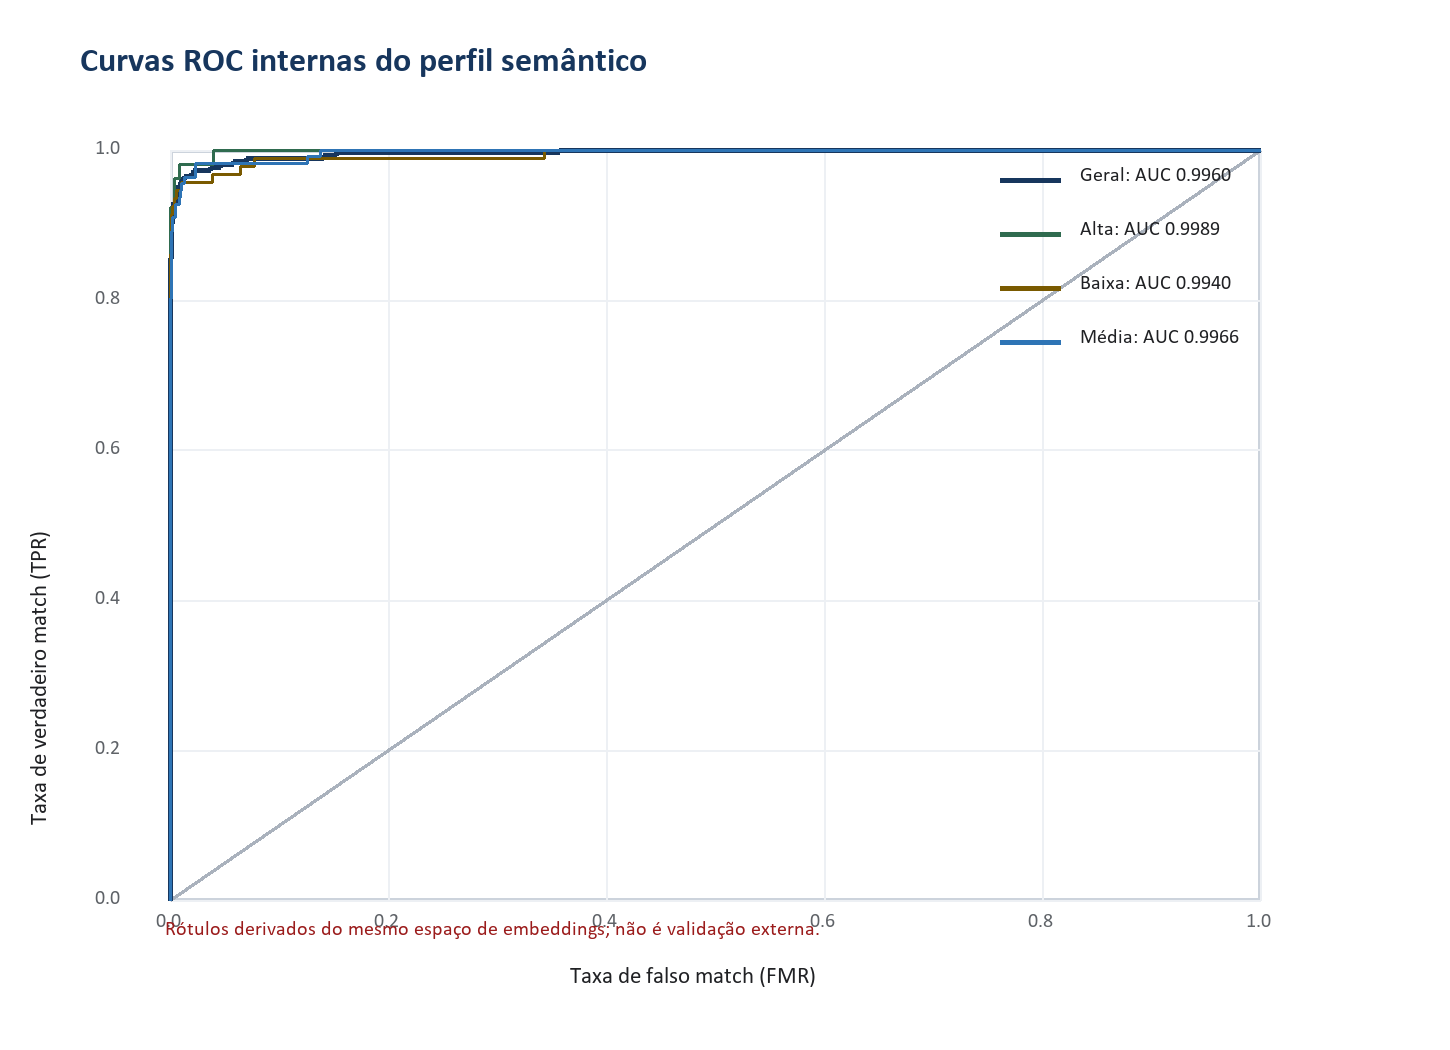 Curvas ROC internas do perfil semântico
1.0
0.8
0.6
0.4
0.2
0.0
Taxa de verdadeiro match (TPR)
Geral: AUC 0.9960
Alta: AUC 0.9989
Baixa: AUC 0.9940
Média: AUC 0.9966
0.0 0.2 0.4 0.6 0.8 1.0
Rótulos derivados do mesmo espaço de embeddings; não é validação externa.
Taxa de falso match (FMR)